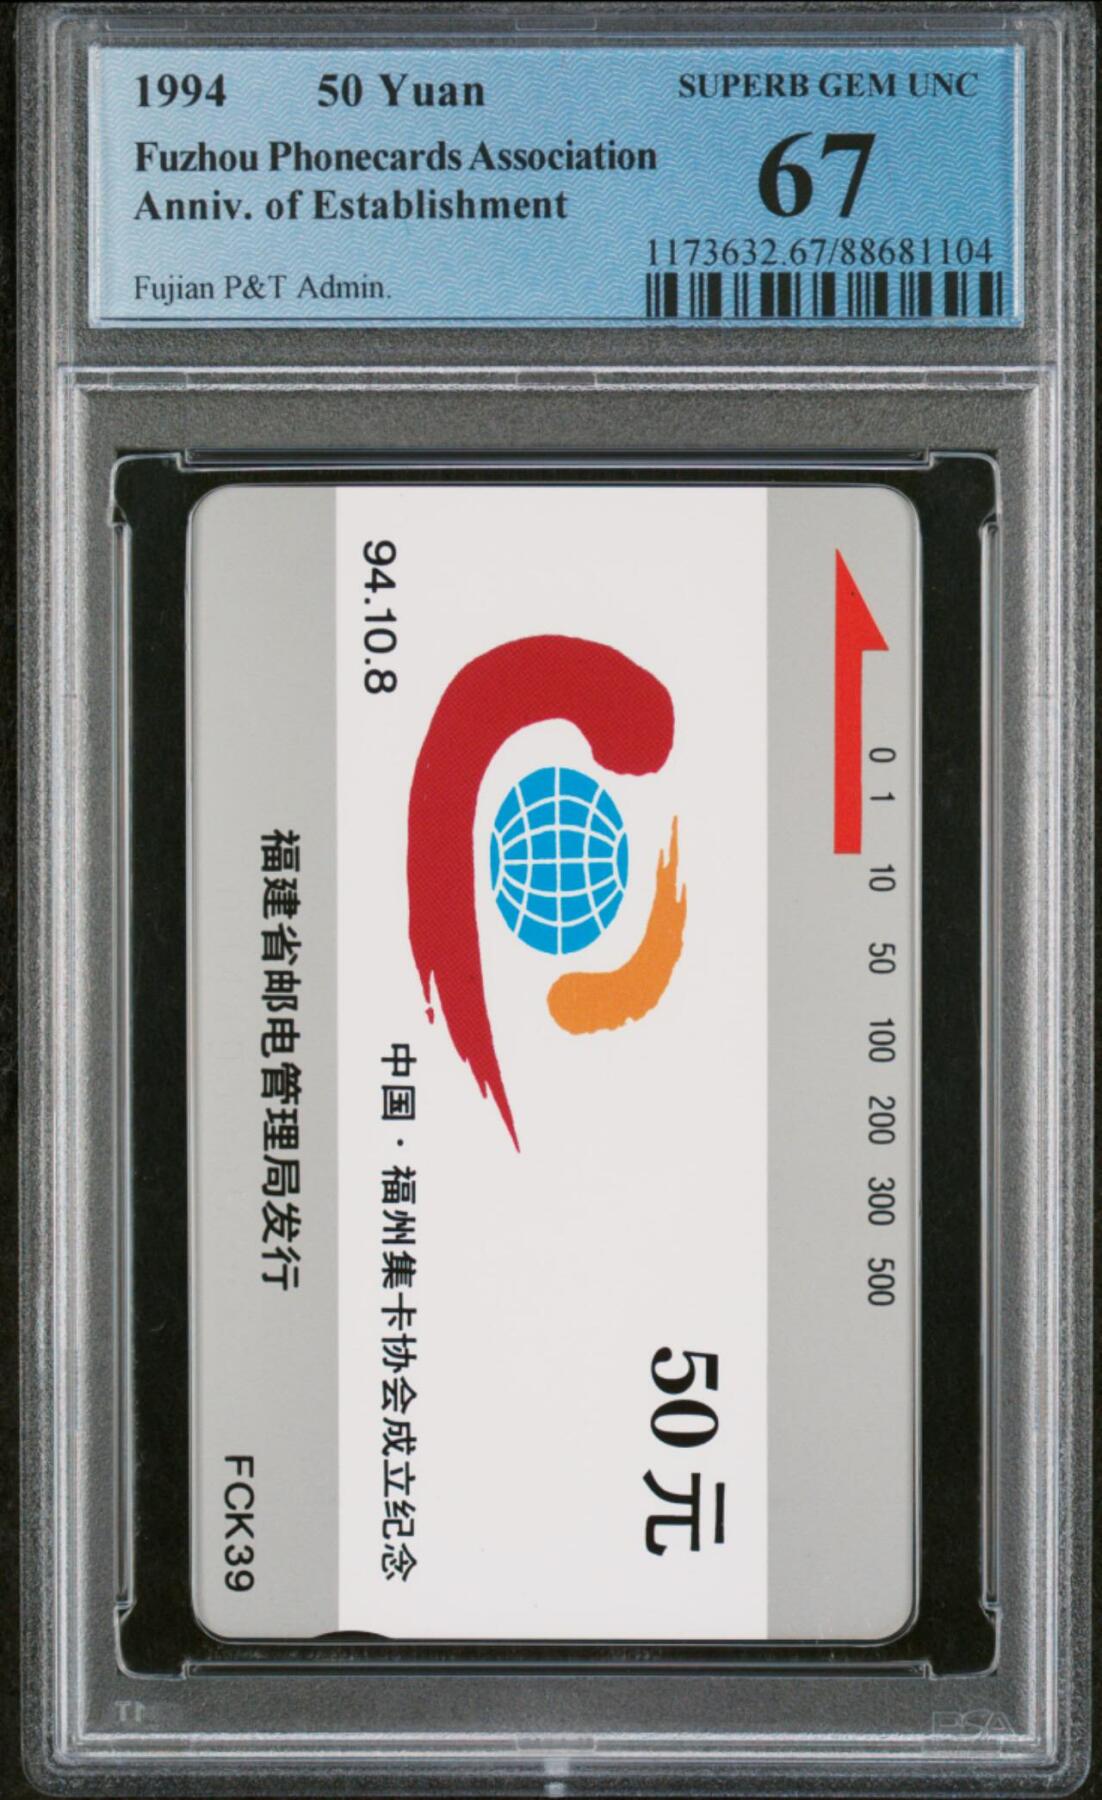 1994 50 Yuan SUPERB GEM UNC
Fuzhou Phonecards Association
Anniv. of Establishment
67
1173632.67/88681104
Fujian P&T Admin.
0 1 10 50 100 200 300 500
94.10.8
50元
中国·福州集卡协会成立纪念
福建省邮电管理局发行
FCK39
PSA